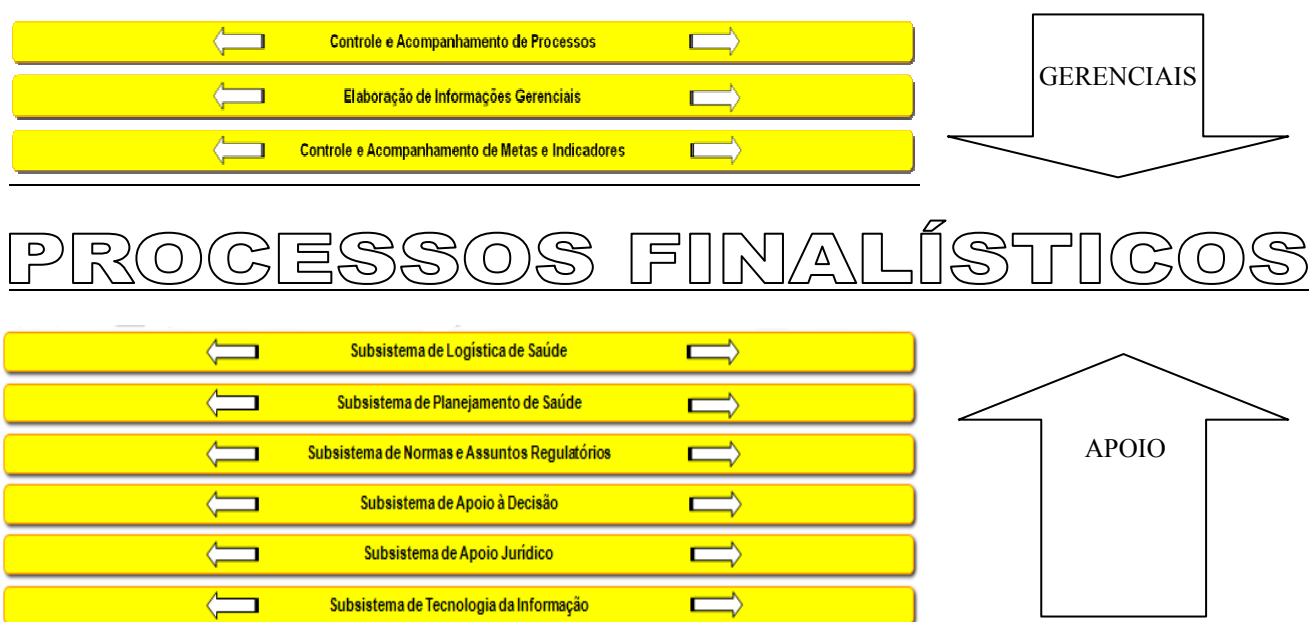 Controle e Acompanhamento de Processos
Elaboração de Informações Gerenciais
Controle e Acompanhamento de Metas e Indicadores
GERENCIAIS
PROCESSOS FINALÍSTICOS
Subsistema de Logística de Saúde
Subsistema de Planejamento de Saúde
Subsistema de Normas e Assuntos Regulatórios
Subsistema de Apoio à Decisão
Subsistema de Apoio Jurídico
Subsistema de Tecnologia da Informação
APOIO